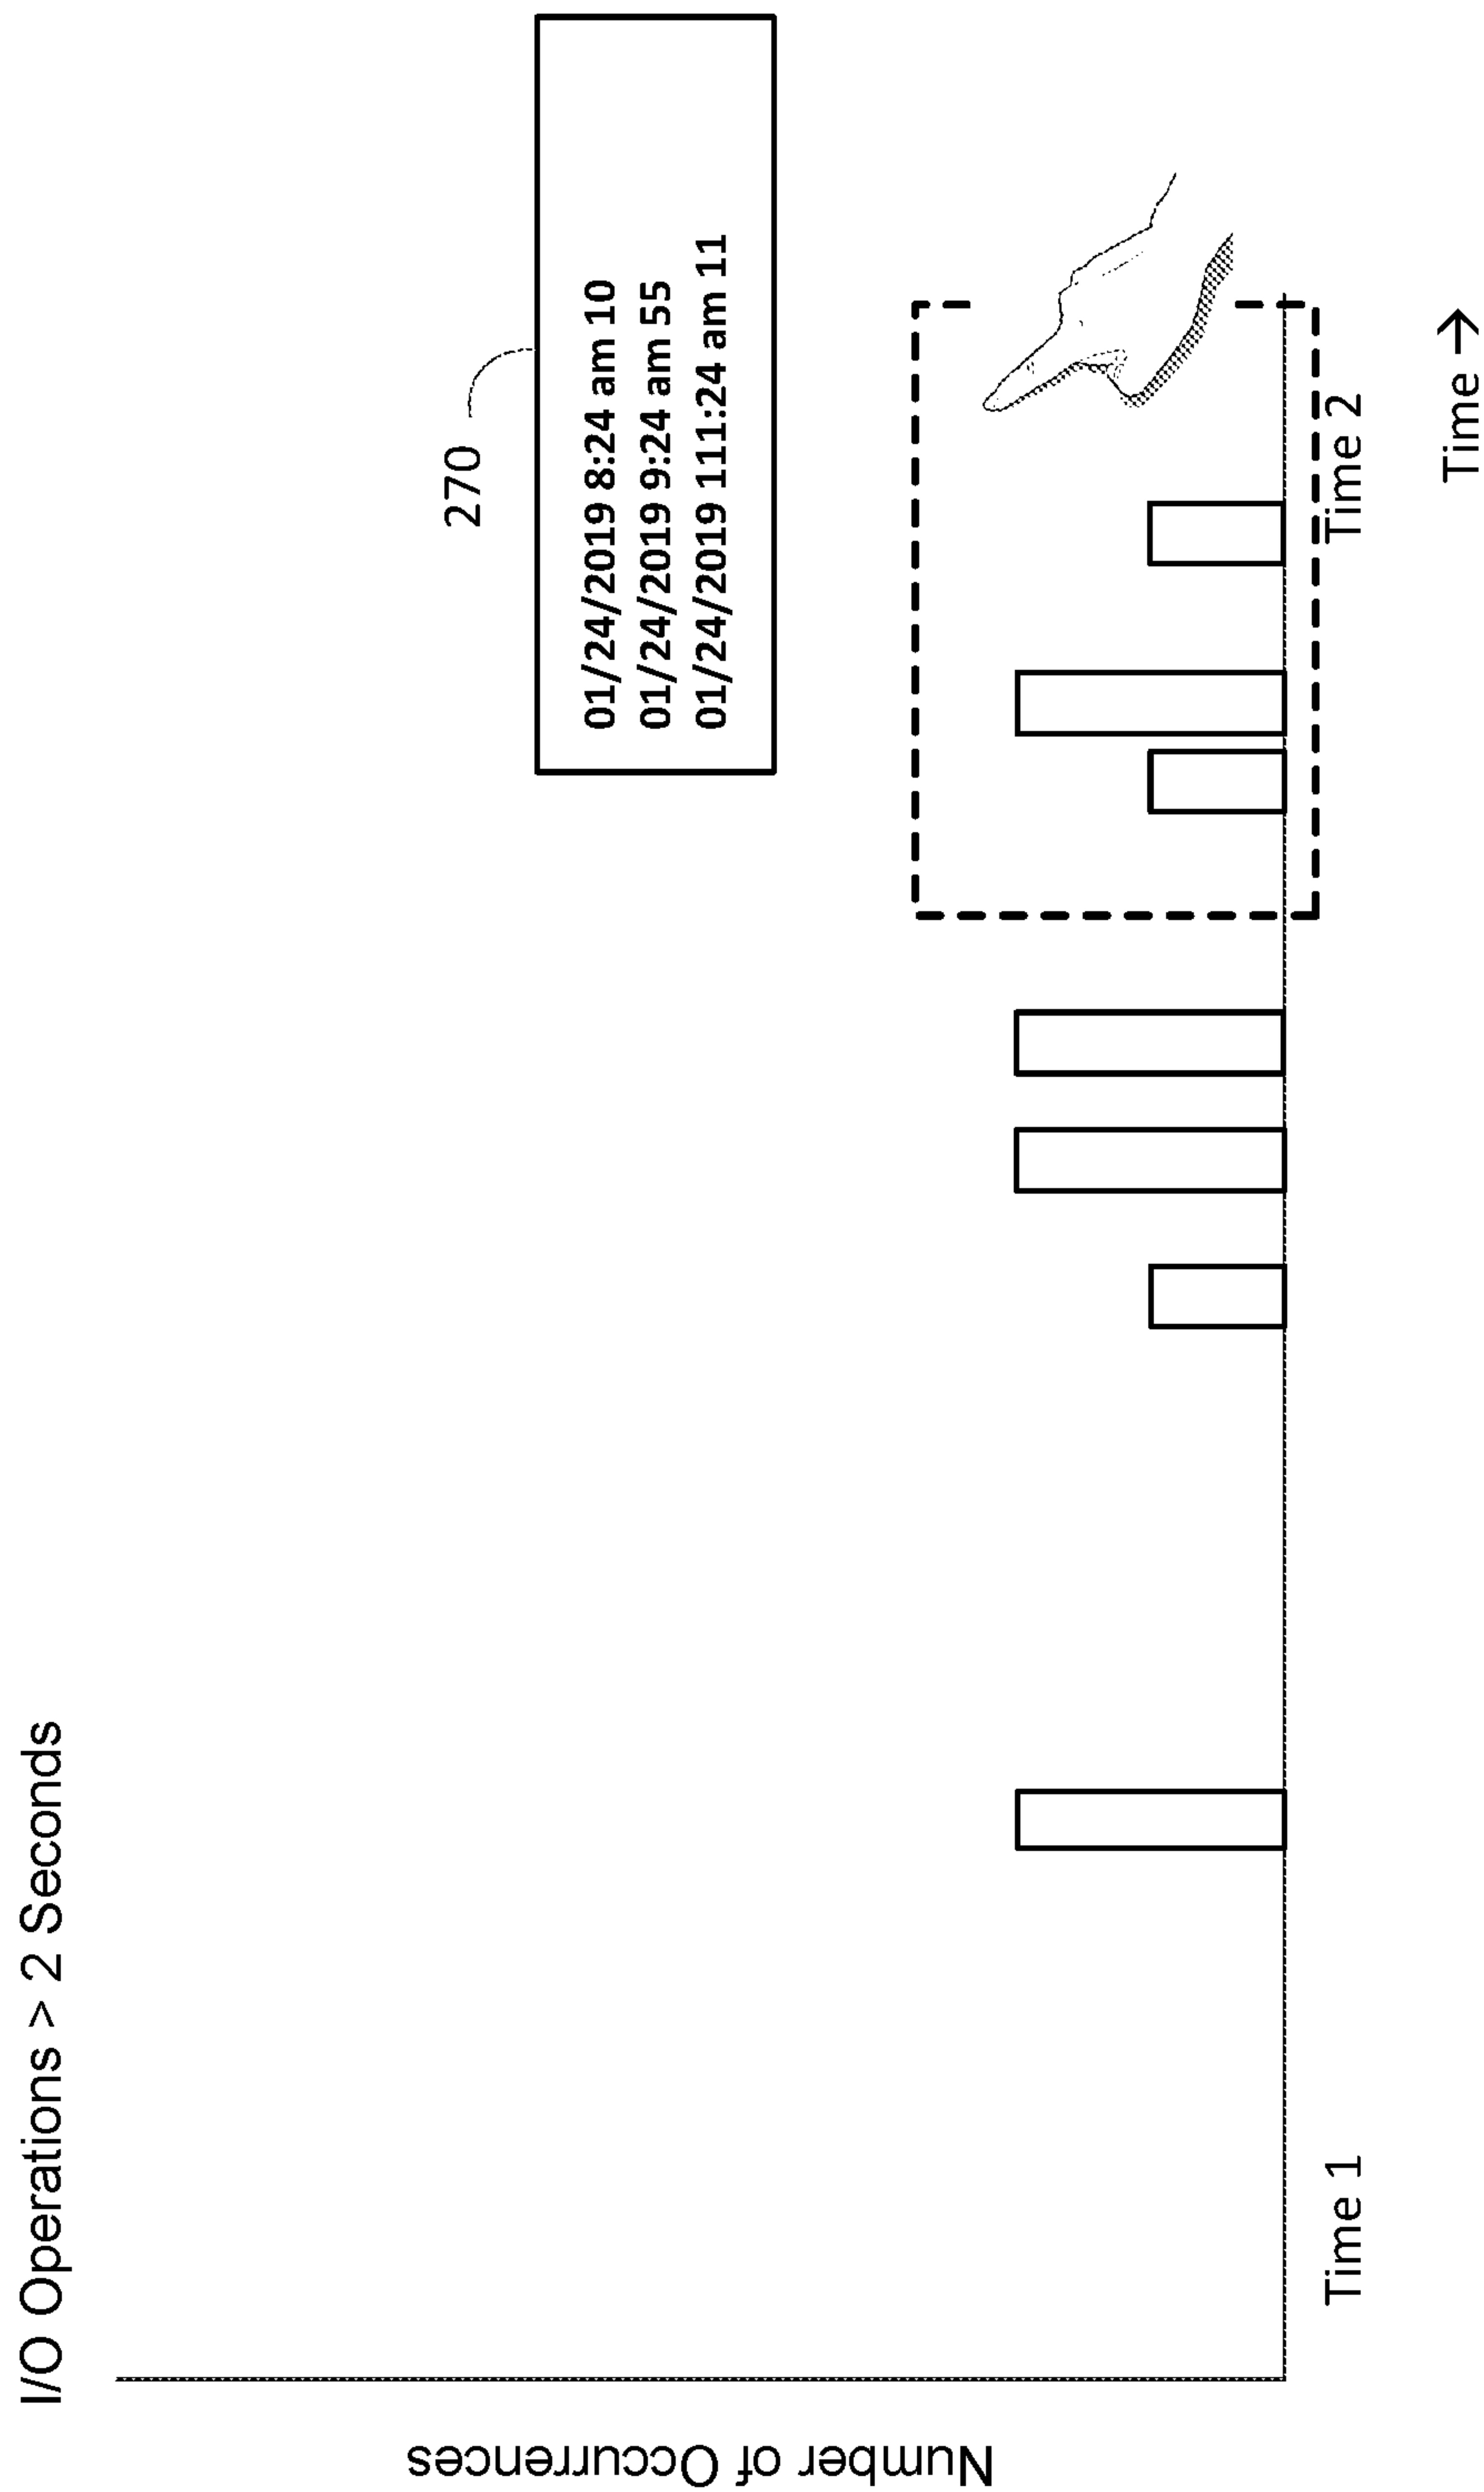 I/O Operations > 2 Seconds
270
01/24/2019 8:24 am 10
01/24/2019 9:24 am 55
01/24/2019 111:24 am 11
Number of Occurrences
Time 1
Time 2
Time →